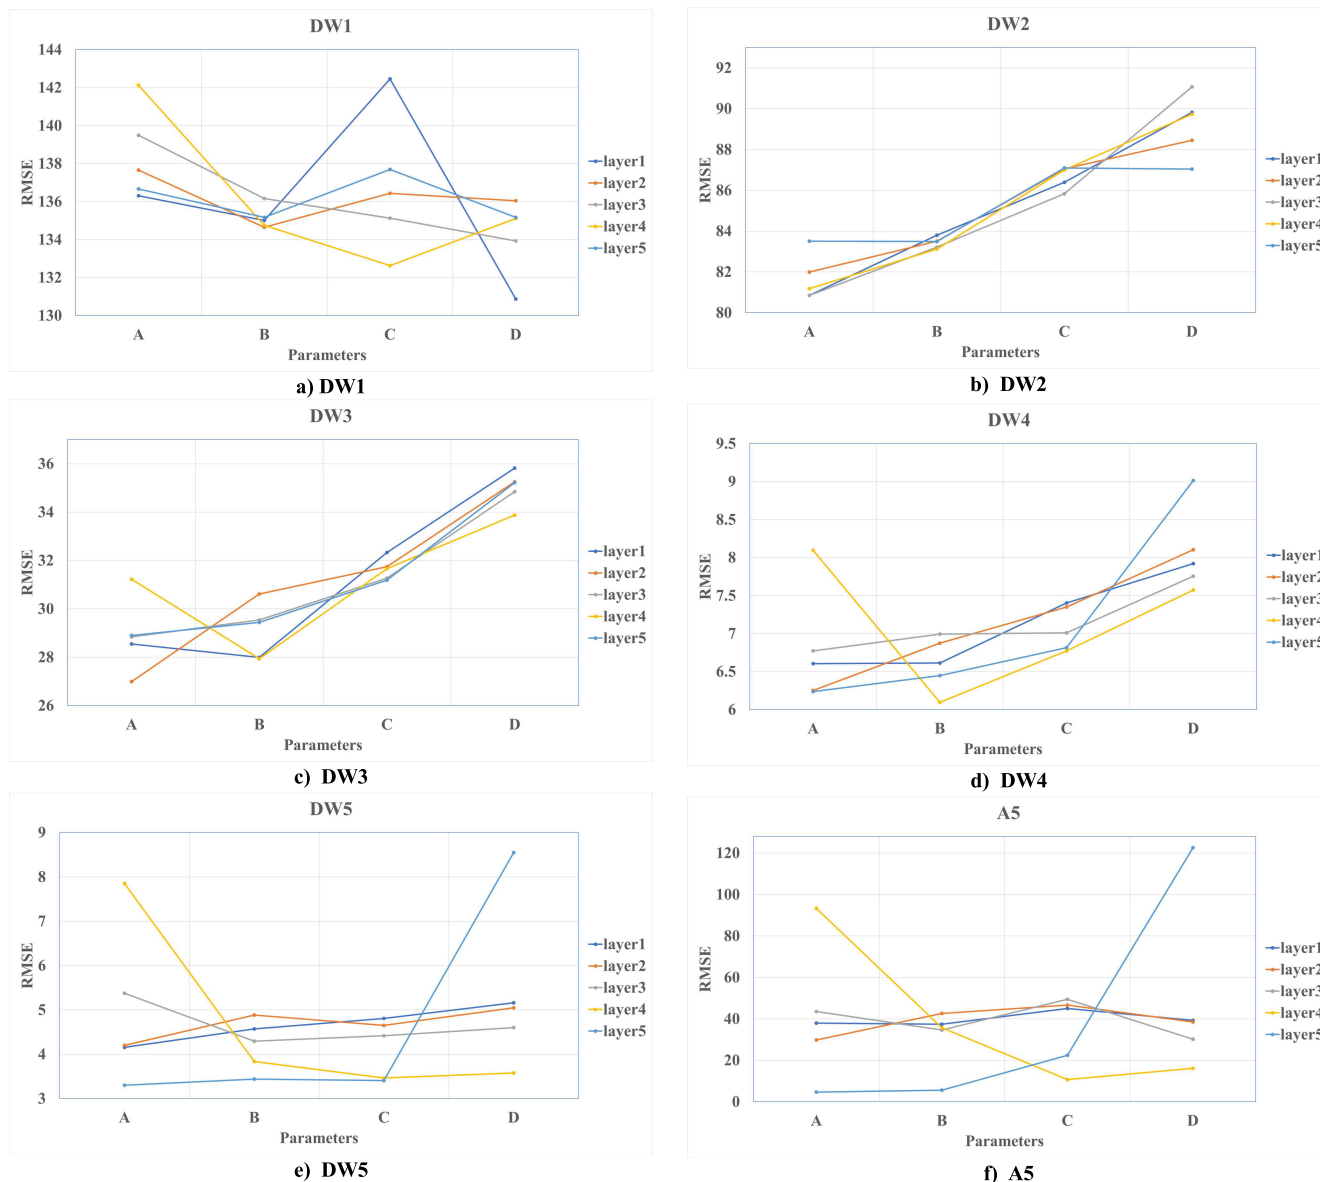 DW1
144
142
140
138
136
134
132
130
RMSE
A B C D
Parameters
layer1
layer2
layer3
layer4
layer5
a) DW1
DW2
92
90
88
86
84
82
80
RMSE
A B C D
Parameters
layer1
layer2
layer3
layer4
layer5
b) DW2
DW3
36
34
32
30
28
26
RMSE
A B C D
Parameters
layer1
layer2
layer3
layer4
layer5
c) DW3
DW4
9.5
9
8.5
8
7.5
7
6.5
6
RMSE
A B C D
Parameters
layer1
layer2
layer3
layer4
layer5
d) DW4
DW5
9
8
7
6
5
4
3
RMSE
A B C D
Parameters
layer1
layer2
layer3
layer4
layer5
e) DW5
A5
120
100
80
60
40
20
0
RMSE
A B C D
Parameters
layer1
layer2
layer3
layer4
layer5
f) A5